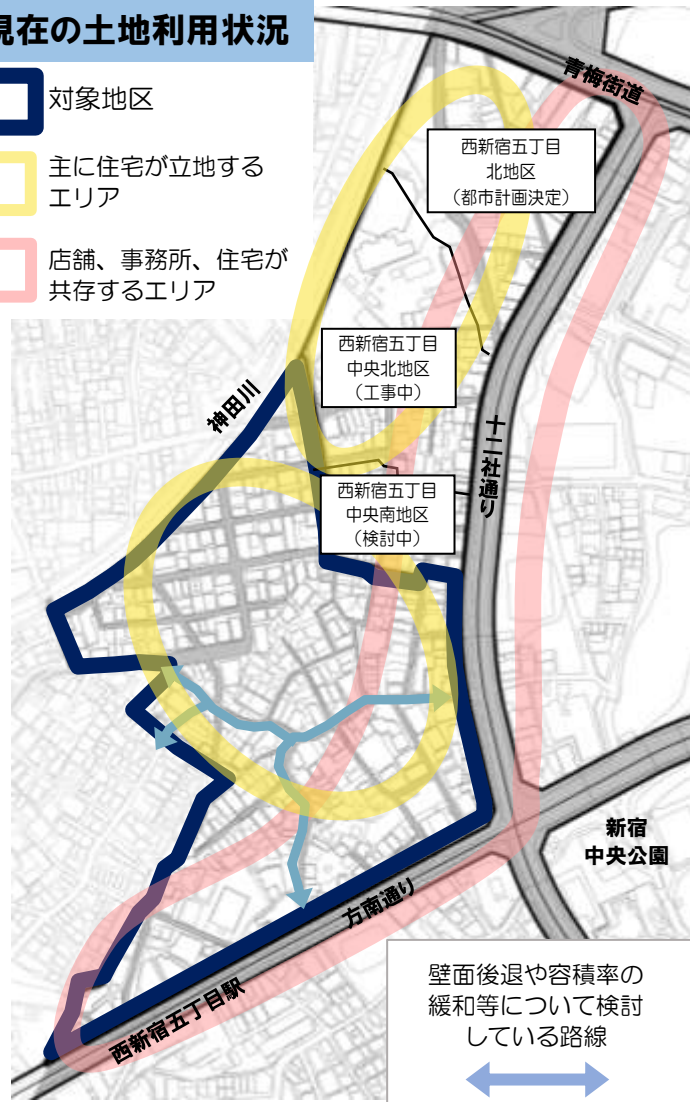 現在の土地利用状況
対象地区
主に住宅が立地する
エリア
店舗、事務所、住宅が
共存するエリア
青梅街道
西新宿五丁目
北地区
（都市計画決定）
西新宿五丁目
中央北地区
（工事中）
神田川
十二社通り
西新宿五丁目
中央南地区
（検討中）
新宿
中央公園
方南通り
西新宿五丁目駅
壁面後退や容積率の
緩和等について検討
している路線